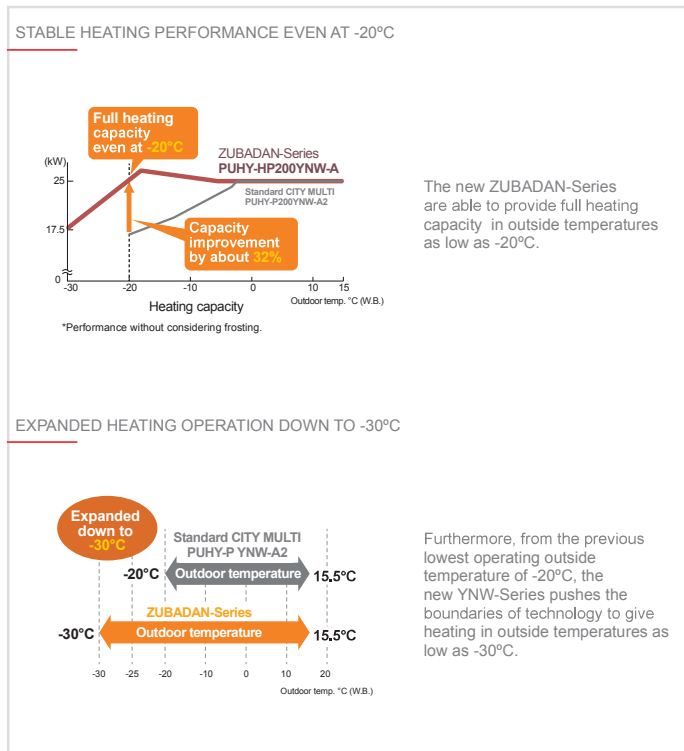 STABLE HEATING PERFORMANCE EVEN AT -20ºC
Full heating
capacity
even at -20°C
(kW)
ZUBADAN-Series
PUHY-HP200YNW-A
25
Standard CITY MULTI
PUHY-P200YNW-A2
17.5
Capacity
improvement
by about 32%
0
-30 -20 -10 0 10 15
Heating capacity
Outdoor temp. °C (W.B.)
*Performance without considering frosting.
The new ZUBADAN-Series
are able to provide full heating
capacity in outside temperatures
as low as -20ºC.
EXPANDED HEATING OPERATION DOWN TO -30ºC
Expanded
down to
-30°C
Standard CITY MULTI
PUHY-P YNW-A2
-20°C Outdoor temperature 15.5°C
ZUBADAN-Series
-30°C Outdoor temperature 15.5°C
-30 -25 -20 -10 0 10 20
Outdoor temp. °C (W.B.)
Furthermore, from the previous
lowest operating outside
temperature of -20ºC, the
new YNW-Series pushes the
boundaries of technology to give
heating in outside temperatures as
low as -30ºC.